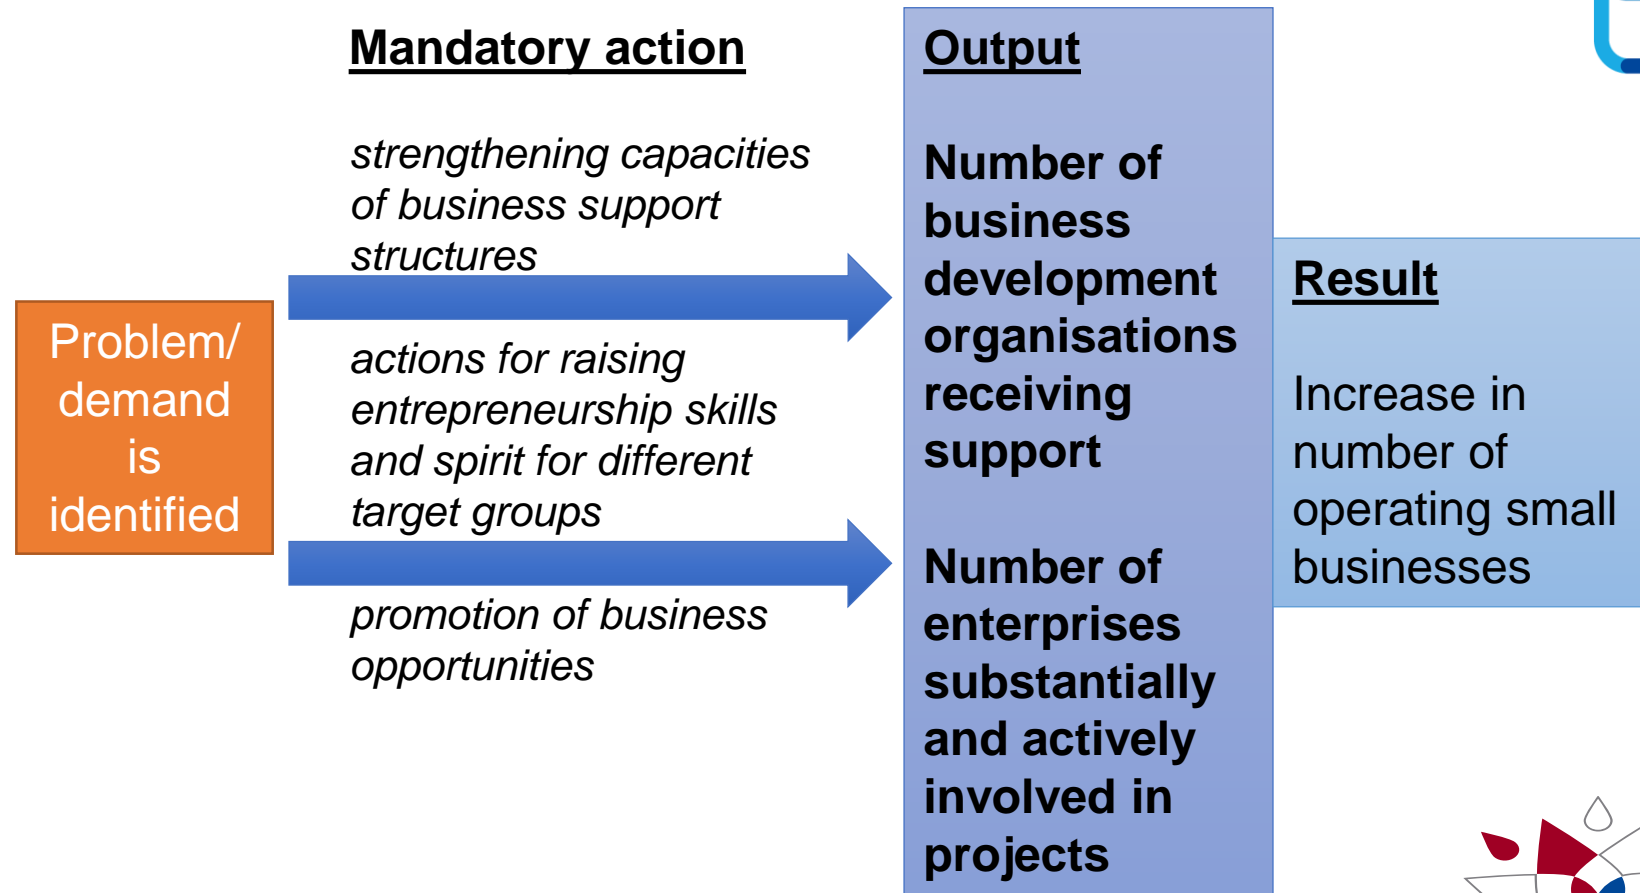 Problem/
demand
is
identified
Mandatory action
strengthening capacities
of business support
structures
actions for raising
entrepreneurship skills
and spirit for different
target groups
promotion of business
opportunities
Output
Number of
business
development
organisations
receiving
support
Number of
enterprises
substantially
and actively
involved in
projects
Result
Increase in
number of
operating small
businesses